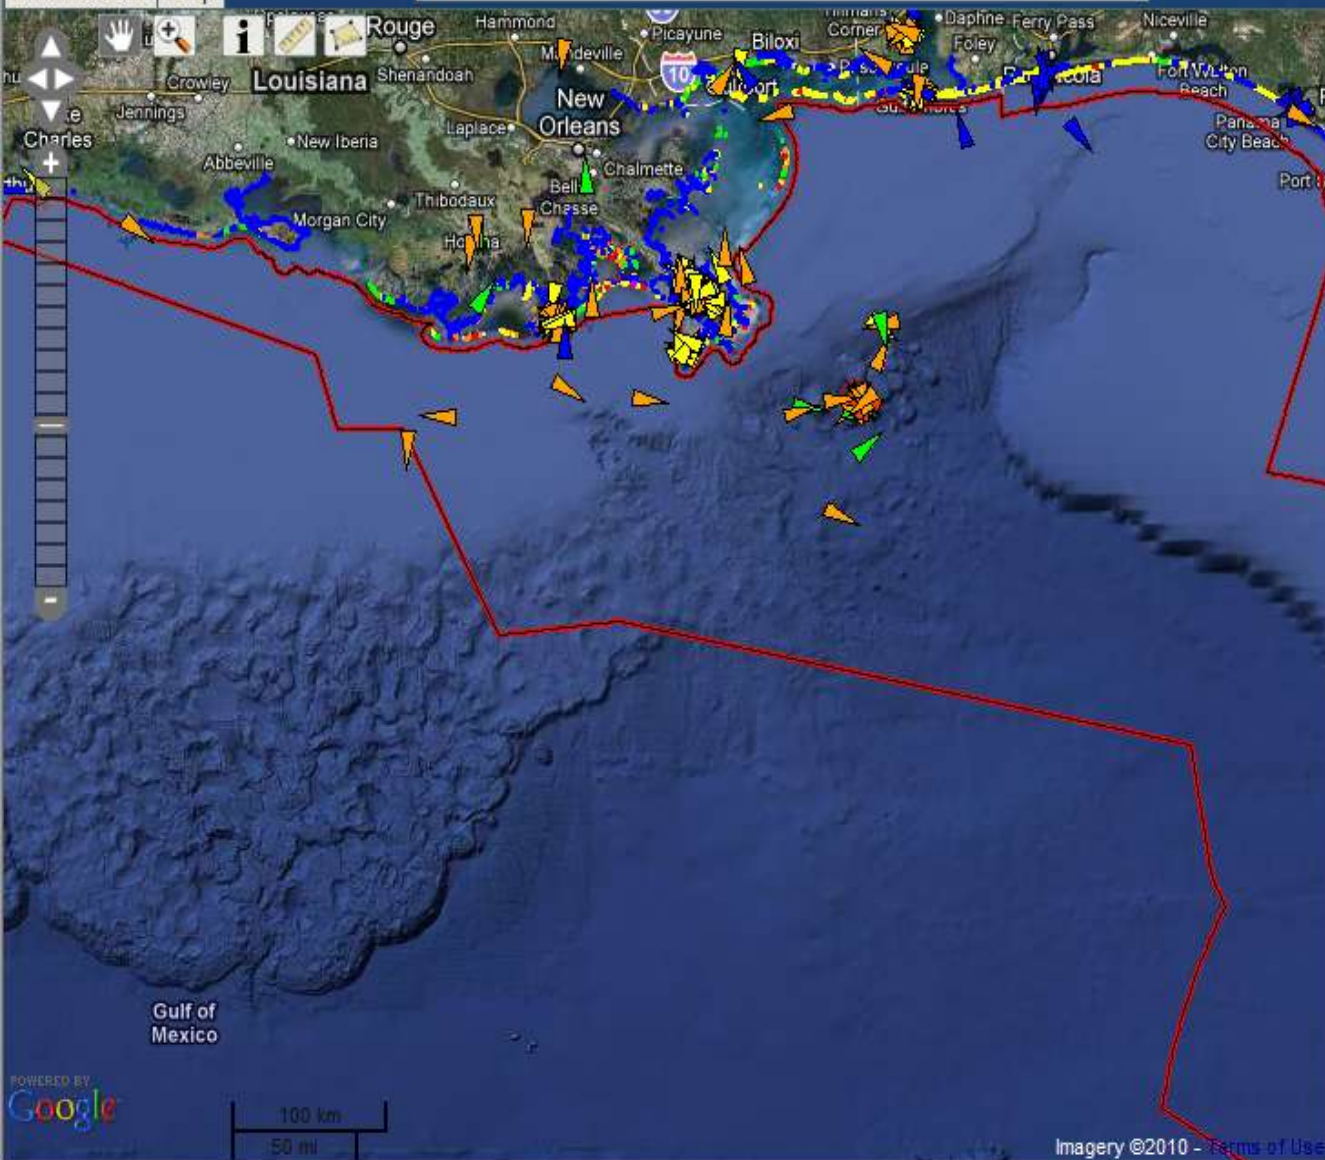 Rouge
Hammond
Picayune
Biloxi
Corner
Daphne
Ferry Pass
Niceville
Foley
Crowley
Louisiana
Shenandoah
10
Fort Walton
Beach
Jennings
New
Orleans
Laplace
Charles
New Iberia
Abbeville
Chalmette
Panama
City Beach
Port
Thibodaux
Bell
Chasse
Morgan City
i
+
-
Gulf of
Mexico
POWERED BY
Google
100 km
50 mi
Imagery ©2010 - Terms of Use